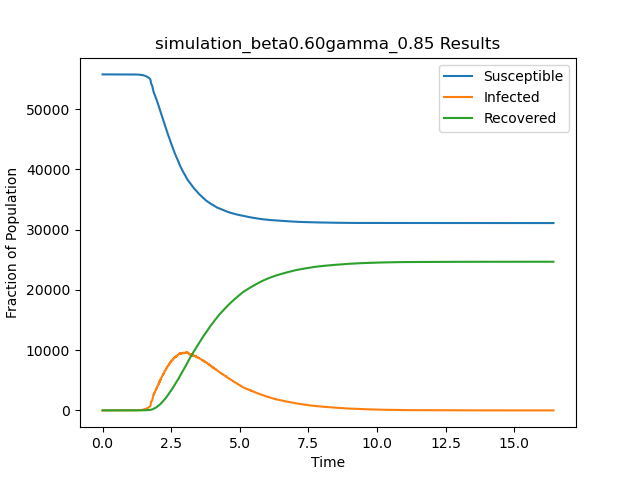 simulation_beta0.60gamma_0.85 Results
Susceptible
Infected
Recovered
Fraction of Population
50000
40000
30000
20000
10000
0
0.0 2.5 5.0 7.5 10.0 12.5 15.0
Time